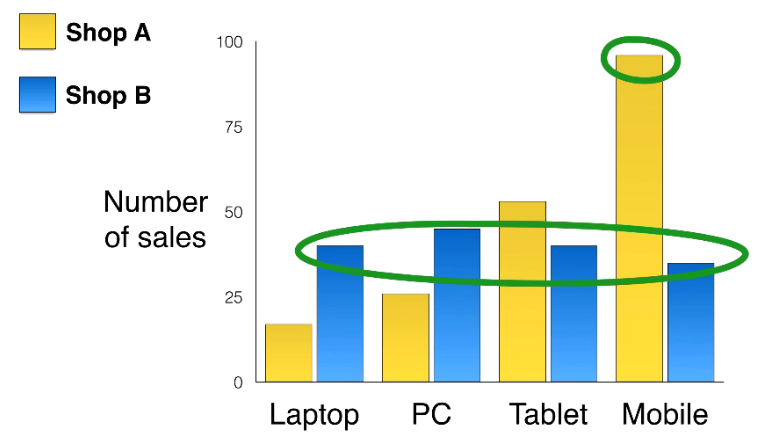 Shop A
Shop B
Number
of sales
100
75
50
25
0
Laptop PC Tablet Mobile